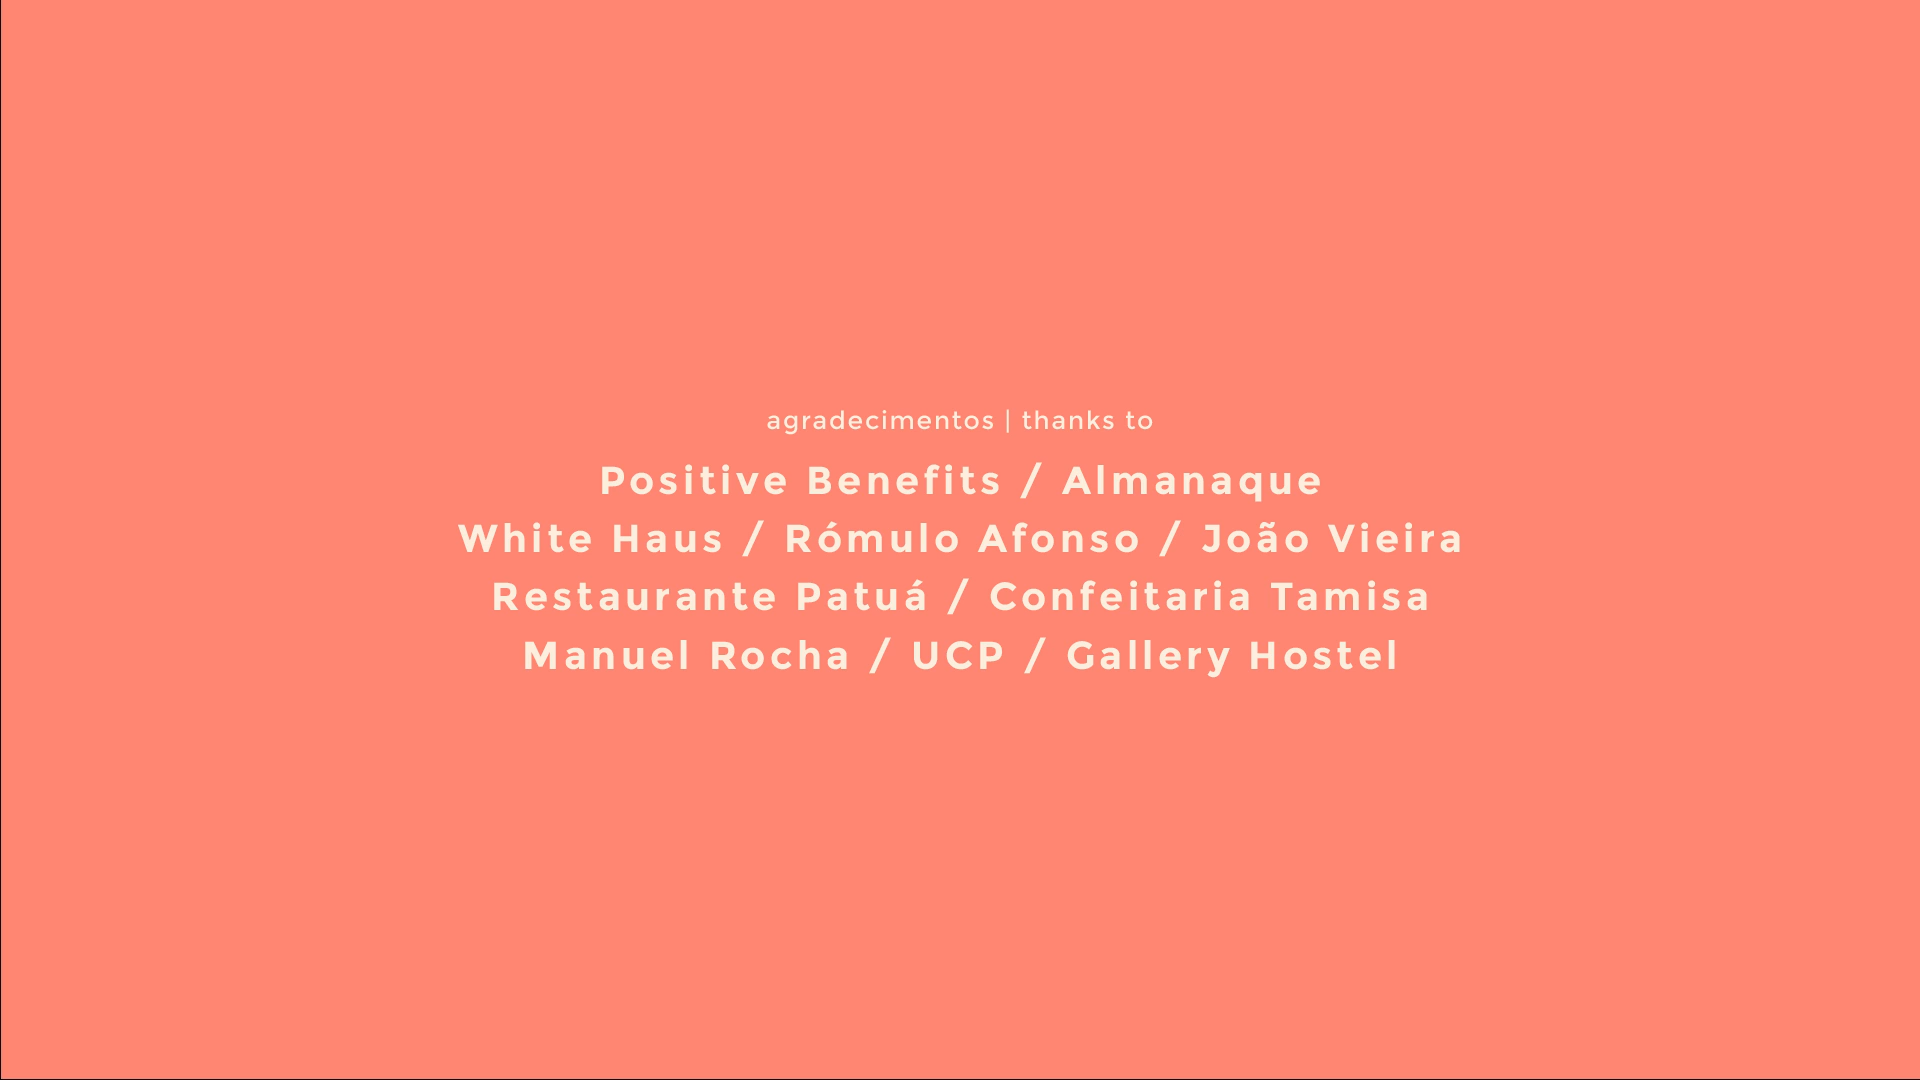 agradecimentos | thanks to
Positive Benefits / Almanaque
White Haus / Rómulo Afonso / João Vieira
Restaurante Patuá / Confeitaria Tamisa
Manuel Rocha / UCP / Gallery Hostel